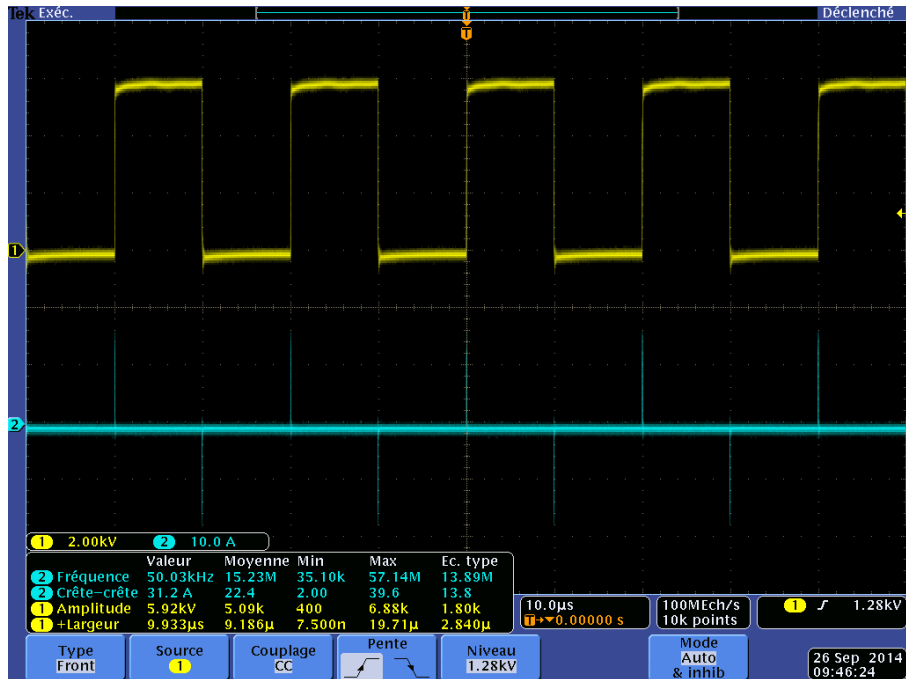 Tek Exéc. Déclenché
T
T
1
2
1 2.00kV 2 10.0 A
Valeur Moyenne Min Max Ec. type
2 Fréquence 50.03kHz 15.23M 35.10k 57.14M 13.89M
2 Crête−crête 31.2 A 22.4 2.00 39.6 13.8
1 Amplitude 5.92kV 5.09k 400 6.88k 1.80k
1 +Largeur 9.933µs 9.186µ 7.500n 19.71µ 2.840µ
10.0µs
T→▼0.00000 s
100MEch/s
10k points
1 1.28kV
Type
Front
Source
1
Couplage
CC
Pente
Niveau
1.28kV
Mode
Auto
& inhib
26 Sep 2014
09:46:24